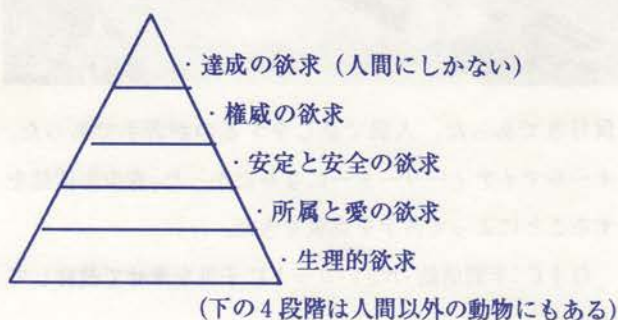 ・達成の欲求（人間にしかない）
・権威の欲求
・安定と安全の欲求
・所属と愛の欲求
・生理的欲求
(下の4段階は人間以外の動物にもある)